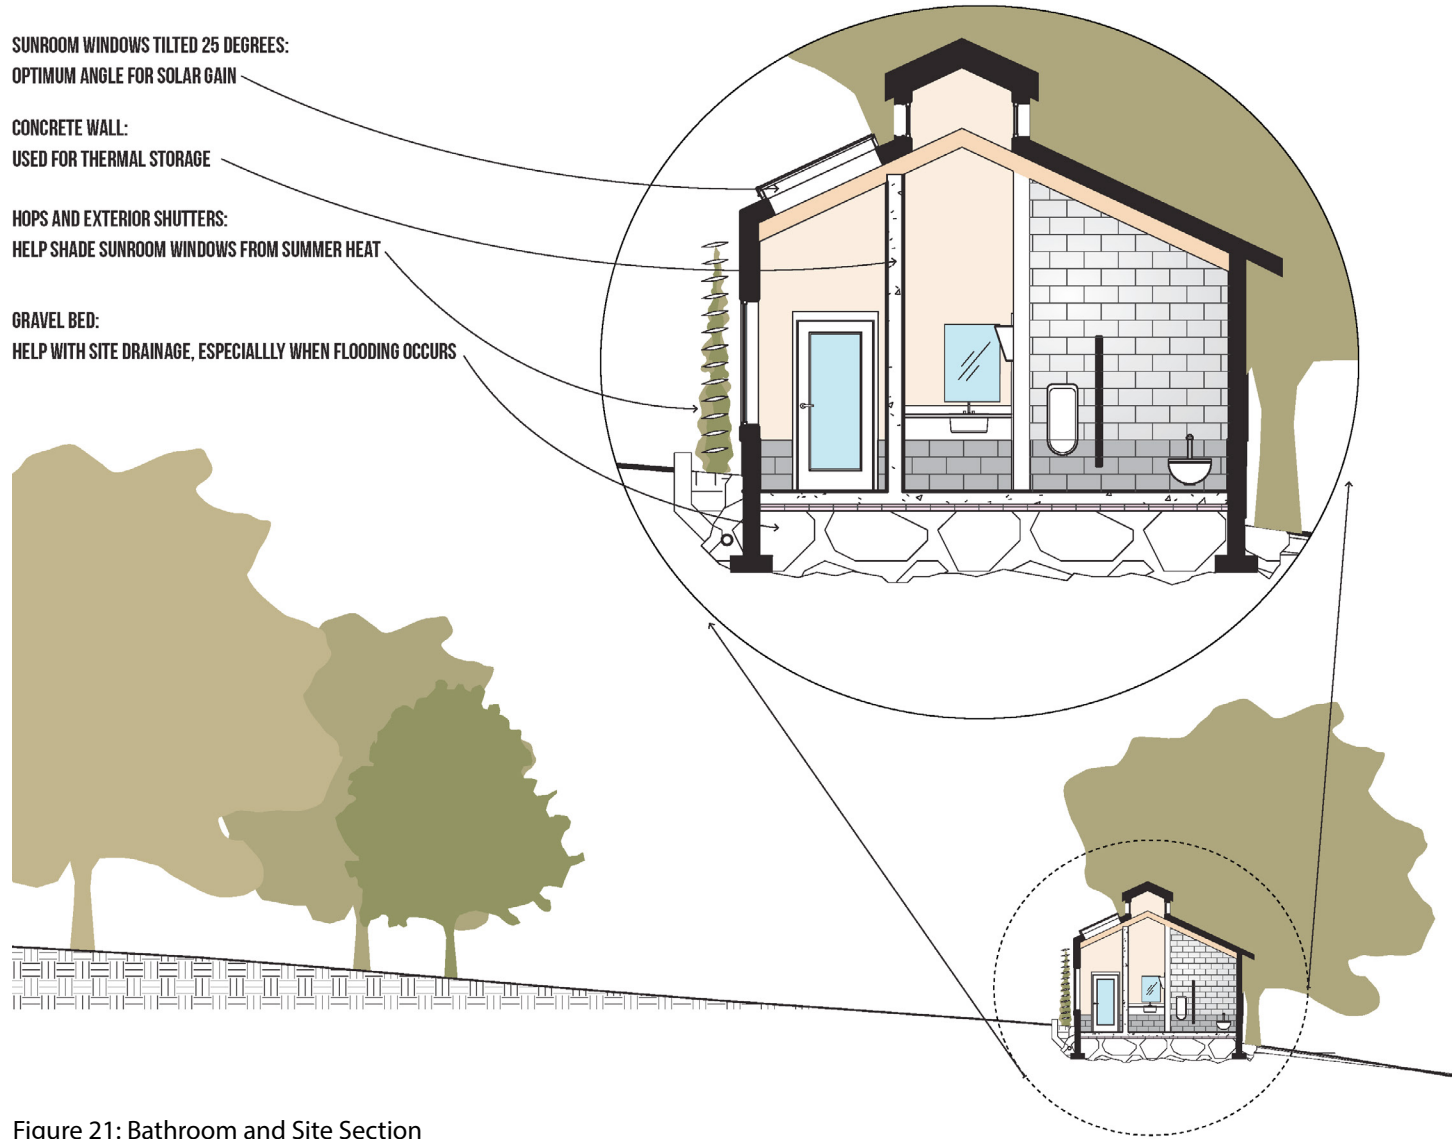 SUNROOM WINDOWS TILTED 25 DEGREES:
OPTIMUM ANGLE FOR SOLAR GAIN
CONCRETE WALL:
USED FOR THERMAL STORAGE
HOPS AND EXTERIOR SHUTTERS:
HELP SHADE SUNROOM WINDOWS FROM SUMMER HEAT
GRAVEL BED:
HELP WITH SITE DRAINAGE, ESPECIALLLY WHEN FLOODING OCCURS
Figure 21: Bathroom and Site Section